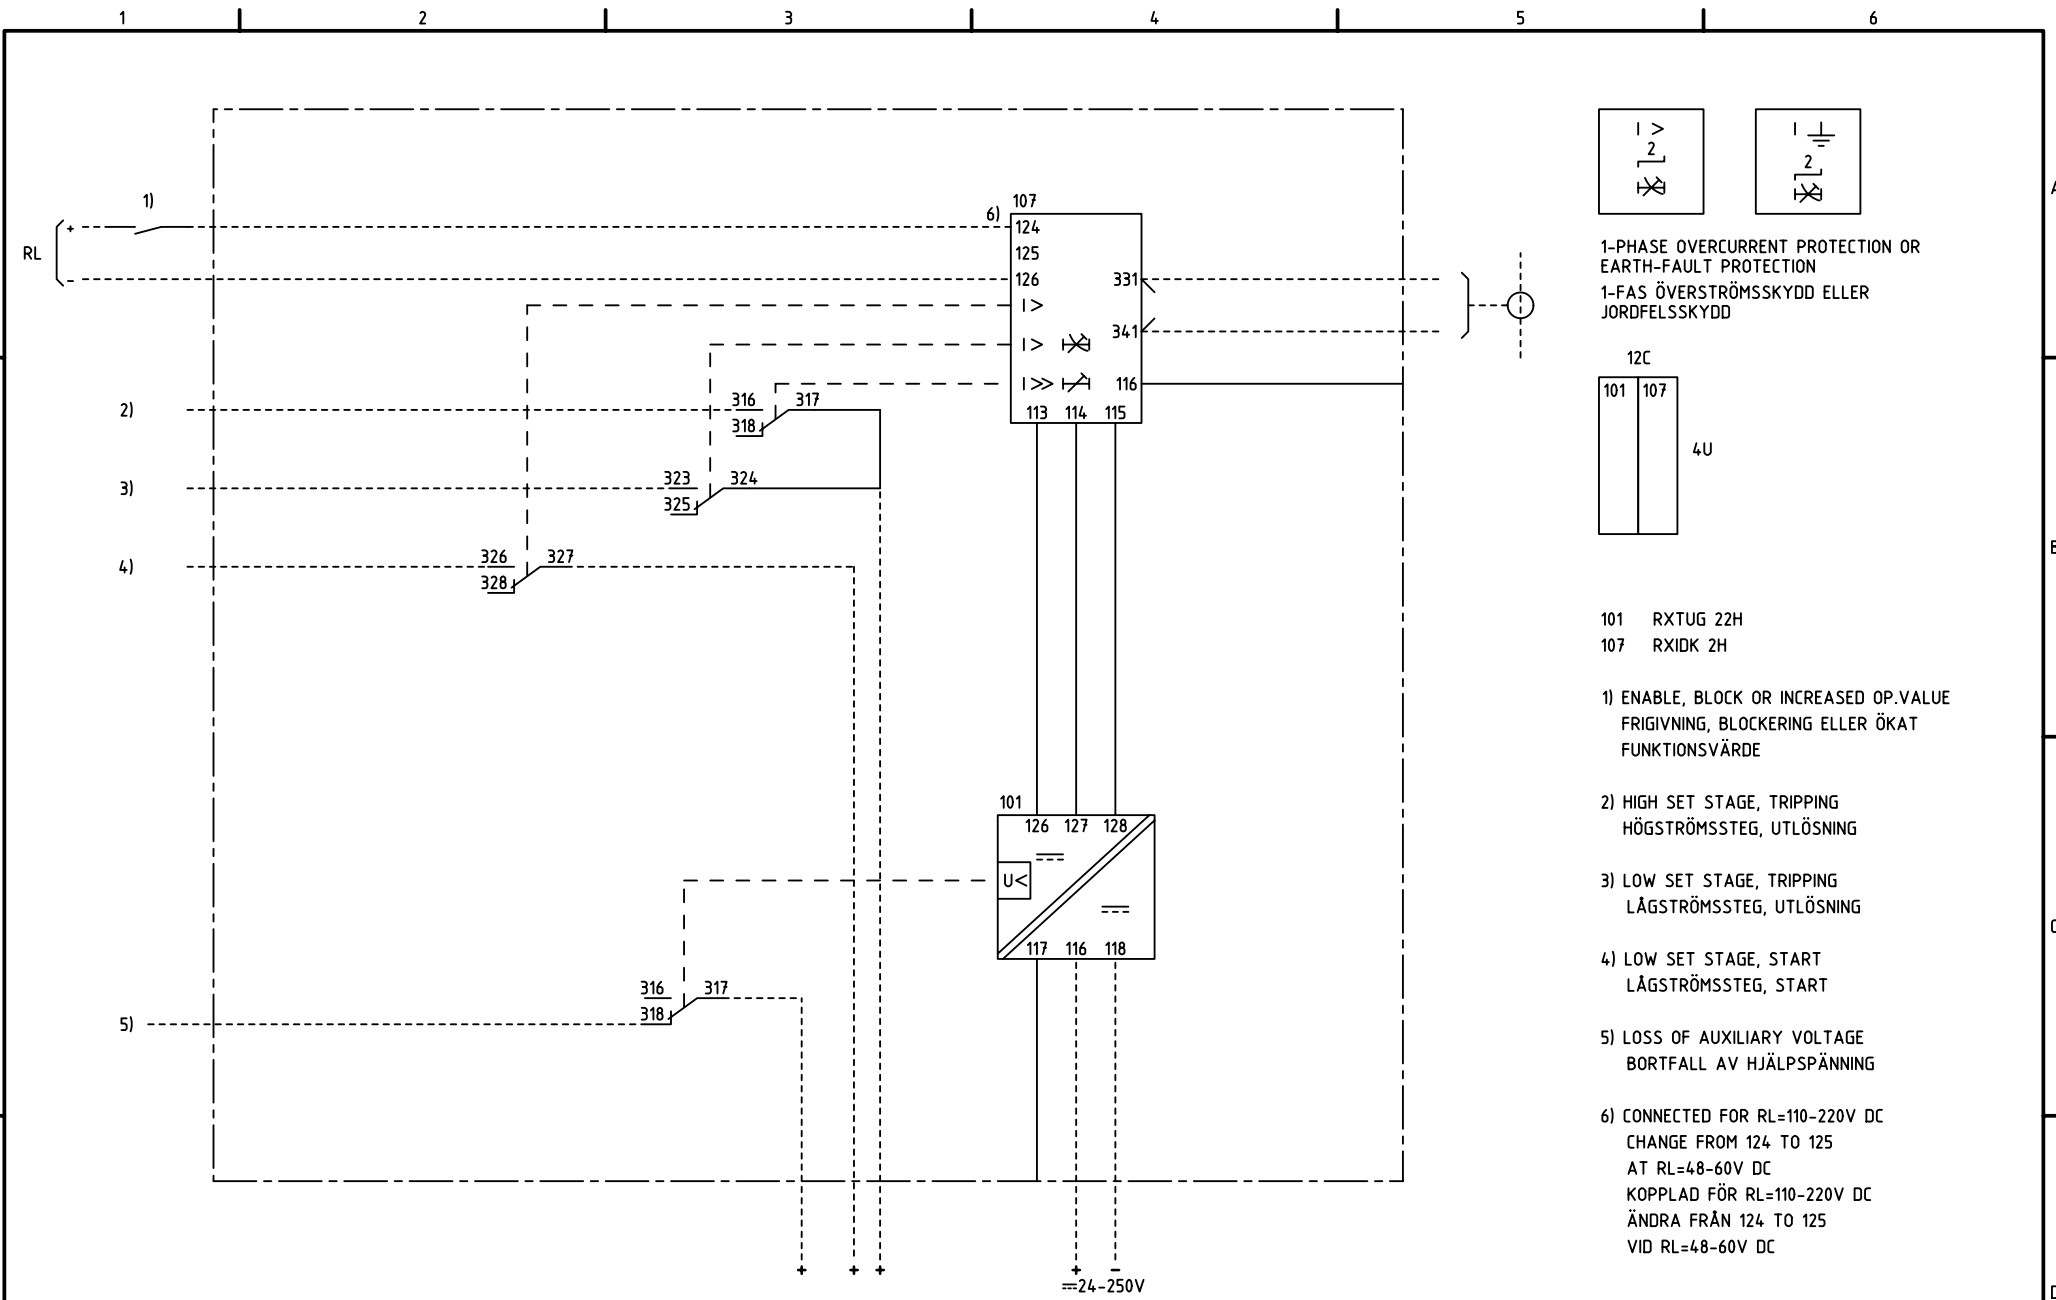 1 2 3 4 5 6
1)
RL
+
-
6)
107
124
125
126
331
I>
341
I>
I>>
116
113 114 115
2)
316 317
318
3)
323 324
325
4)
326 327
328
101
126 127 128
U<
117 116 118
316 317
318
5)
+ + + + -
24-250V
I >
2
I
2
1-PHASE OVERCURRENT PROTECTION OR
EARTH-FAULT PROTECTION
1-FAS ÖVERSTRÖMSSKYDD ELLER
JORDFELSSKYDD
12C
101 107
4U
101 RXTUG 22H
107 RXIDK 2H
1) ENABLE, BLOCK OR INCREASED OP.VALUE
FRIGIVNING, BLOCKERING ELLER ÖKAT
FUNKTIONSVÄRDE
2) HIGH SET STAGE, TRIPPING
HÖGSTRÖMSSTEG, UTLÖSNING
3) LOW SET STAGE, TRIPPING
LÅGSTRÖMSSTEG, UTLÖSNING
4) LOW SET STAGE, START
LÅGSTRÖMSSTEG, START
5) LOSS OF AUXILIARY VOLTAGE
BORTFALL AV HJÄLPSPÄNNING
6) CONNECTED FOR RL=110-220V DC
CHANGE FROM 124 TO 125
AT RL=48-60V DC
KOPPLAD FÖR RL=110-220V DC
ÄNDRA FRÅN 124 TO 125
VID RL=48-60V DC